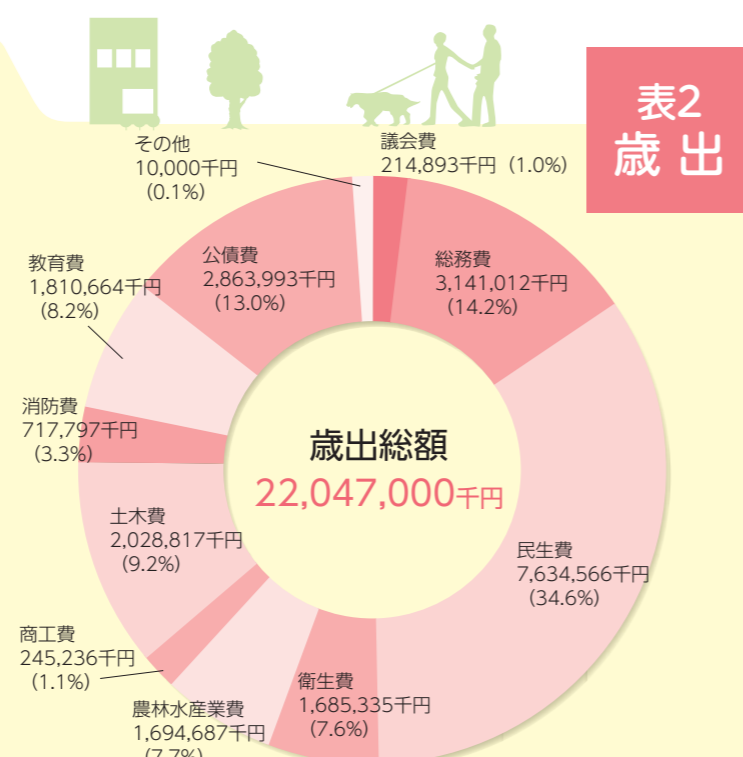 表2
歳出
議会費
214,893千円（1.0%）
総務費
3,141,012千円
（14.2%）
民生費
7,634,566千円
（34.6%）
衛生費
1,685,335千円
（7.6%）
農林水産業費
1,694,687千円
（7.7%）
商工費
245,236千円
（1.1%）
土木費
2,028,817千円
（9.2%）
消防費
717,797千円
（3.3%）
教育費
1,810,664千円
（8.2%）
公債費
2,863,993千円
（13.0%）
その他
10,000千円
（0.1%）
歳出総額
22,047,000千円